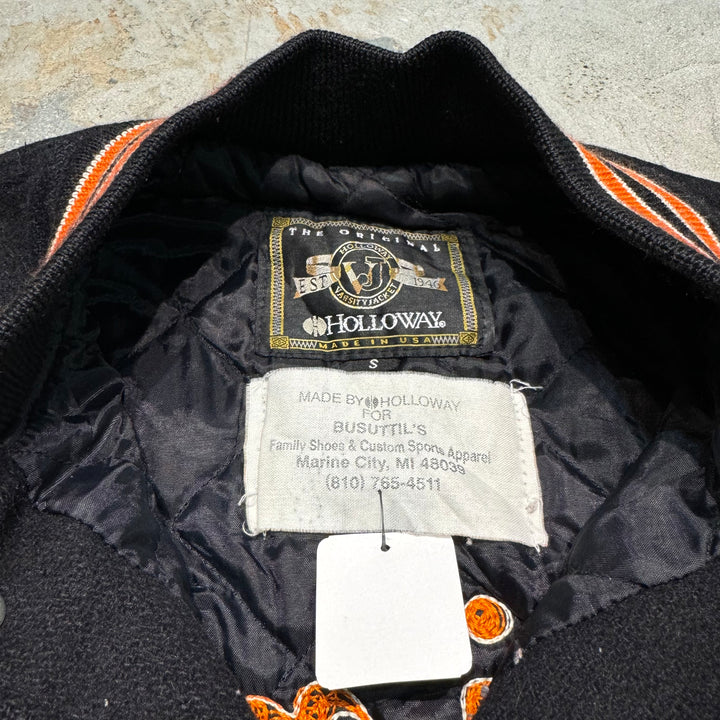 THE ORIGINAL
HOLLOWAY
VJ
EST 1946
VARSITY JACKET
HOLLOWAY®
MADE IN USA
S
MADE BY HOLLOWAY
FOR
BUSUTTIL'S
Family Shoes & Custom Sports Apparel
Marine City, MI 48039
(810) 765-4511